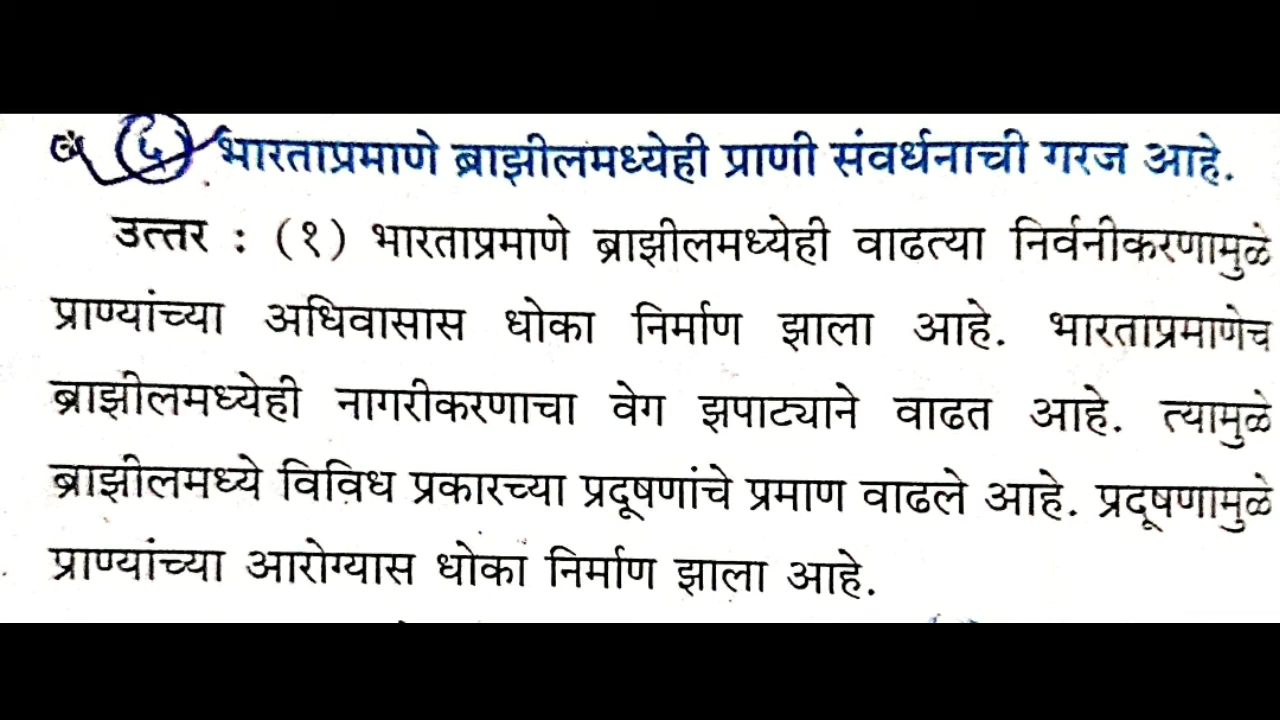 (५) भारताप्रमाणे ब्राझीलमध्येही प्राणी संवर्धनाची गरज आहे.
उत्तर : (१) भारताप्रमाणे ब्राझीलमध्येही वाढत्या निर्वनीकरणामुळे
प्राण्यांच्या अधिवासास धोका निर्माण झाला आहे. भारताप्रमाणेच
ब्राझीलमध्येही नागरीकरणाचा वेग झपाट्याने वाढत आहे. त्यामुळे
ब्राझीलमध्ये विविध प्रकारच्या प्रदूषणांचे प्रमाण वाढले आहे. प्रदूषणामुळे
प्राण्यांच्या आरोग्यास धोका निर्माण झाला आहे.